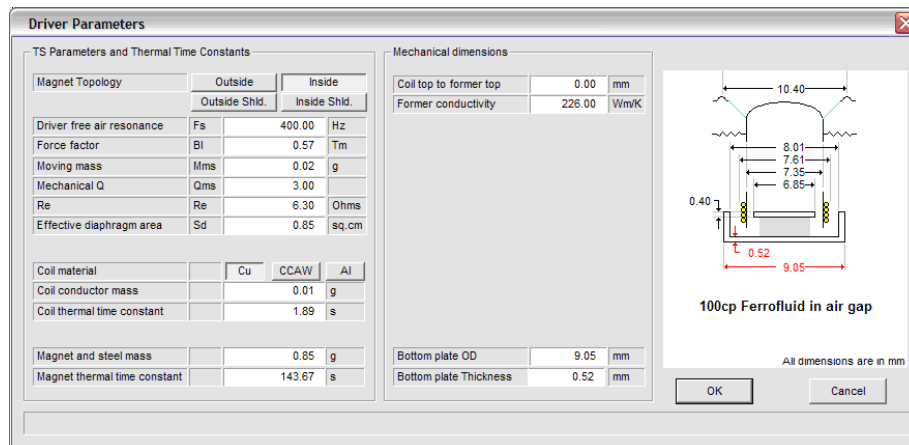 Driver Parameters
TS Parameters and Thermal Time Constants
Magnet Topology Outside Inside
Outside Shld. Inside Shld.
Driver free air resonance Fs 400.00 Hz
Force factor Bl 0.57 Tm
Moving mass Mms 0.02 g
Mechanical Q Qms 3.00
Re Re 6.30 Ohms
Effective diaphragm area Sd 0.85 sq.cm
Coil material Cu CCAW Al
Coil conductor mass 0.01 g
Coil thermal time constant 1.89 s
Magnet and steel mass 0.85 g
Magnet thermal time constant 143.67 s
Mechanical dimensions
Coil top to former top 0.00 mm
Former conductivity 226.00 Wm/K
Bottom plate OD 9.05 mm
Bottom plate Thickness 0.52 mm
10.40
8.01
7.61
7.35
6.85
0.40
0.52
9.05
100cp Ferrofluid in air gap
All dimensions are in mm
OK Cancel